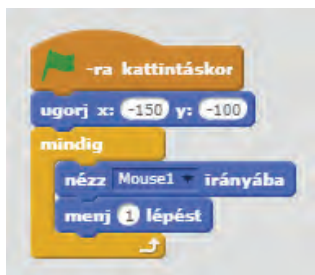 -ra kattintáskor
ugorj x: -150 y: -100
mindig
nézz Mouse1 irányába
menj 1 lépést